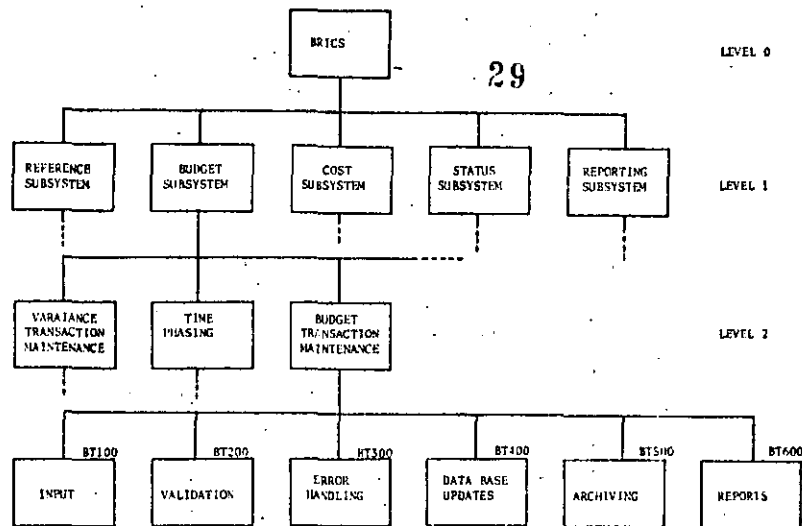 BRICS
LEVEL 0
29
REFERENCE
SUBSYSTEM
BUDGET
SUBSYSTEM
COST
SUBSYSTEM
STATUS
SUBSYSTEM
REPORTING
SUBSYSTEM
LEVEL 1
VARAIANCE
TRANSACTION
MAINTENANCE
TIME
PHASING
BUDGET
TRANSACTION
MAINTENANCE
LEVEL 2
BT100
BT200
BT300
BT400
BT500
BT600
INPUT
VALIDATION
ERROR
HANDLING
DATA BASE
UPDATES
ARCHIVING
REPORTS